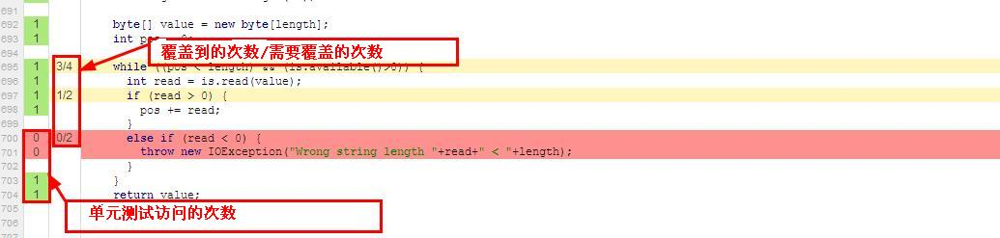 691
692 1 byte[] value = new byte[length];
693 1 int pos
694
覆盖到的次数/需要覆盖的次数
695 1 3/4 while ((pos < length) && (is.available()>0)) {
696 1 int read = is.read(value);
697 1 1/2 if (read > 0) {
698 1 pos += read;
699 }
700 0 0/2 else if (read < 0) {
701 0 throw new IOException("Wrong string length "+read+" < "+length);
702 }
703 1 }
704 1 return value;
705
单元测试访问的次数
706